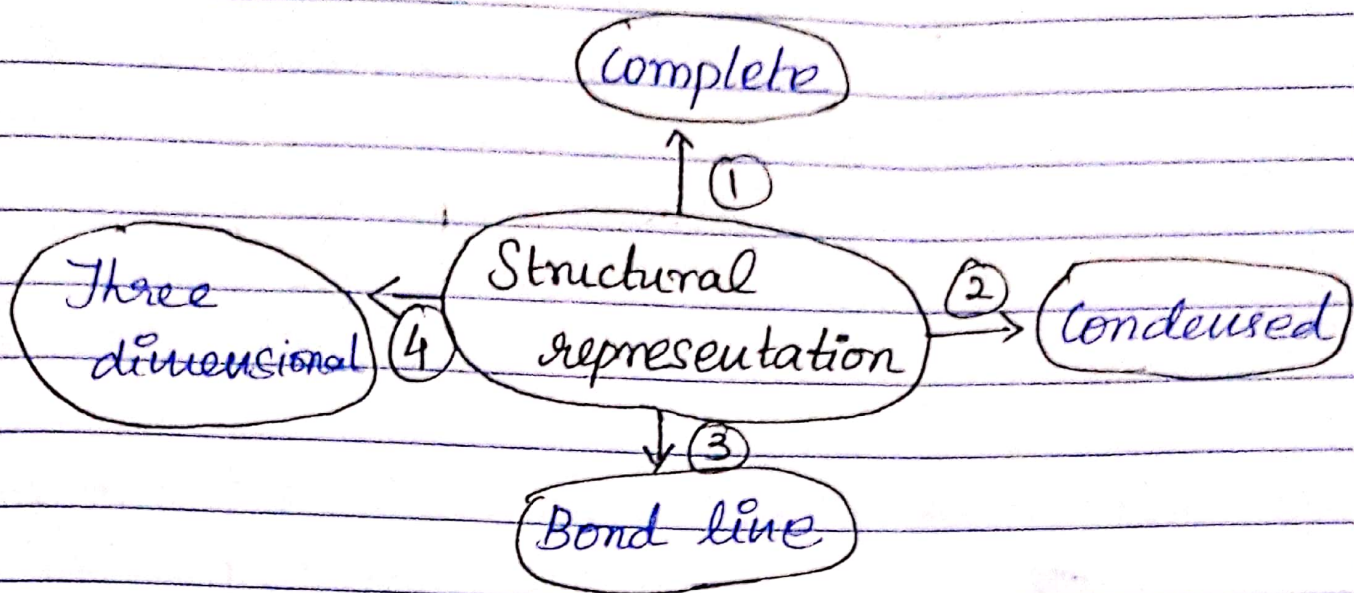 Complete
①
Structural
representation
②
Condensed
Three
dimensional
④
③
Bond line